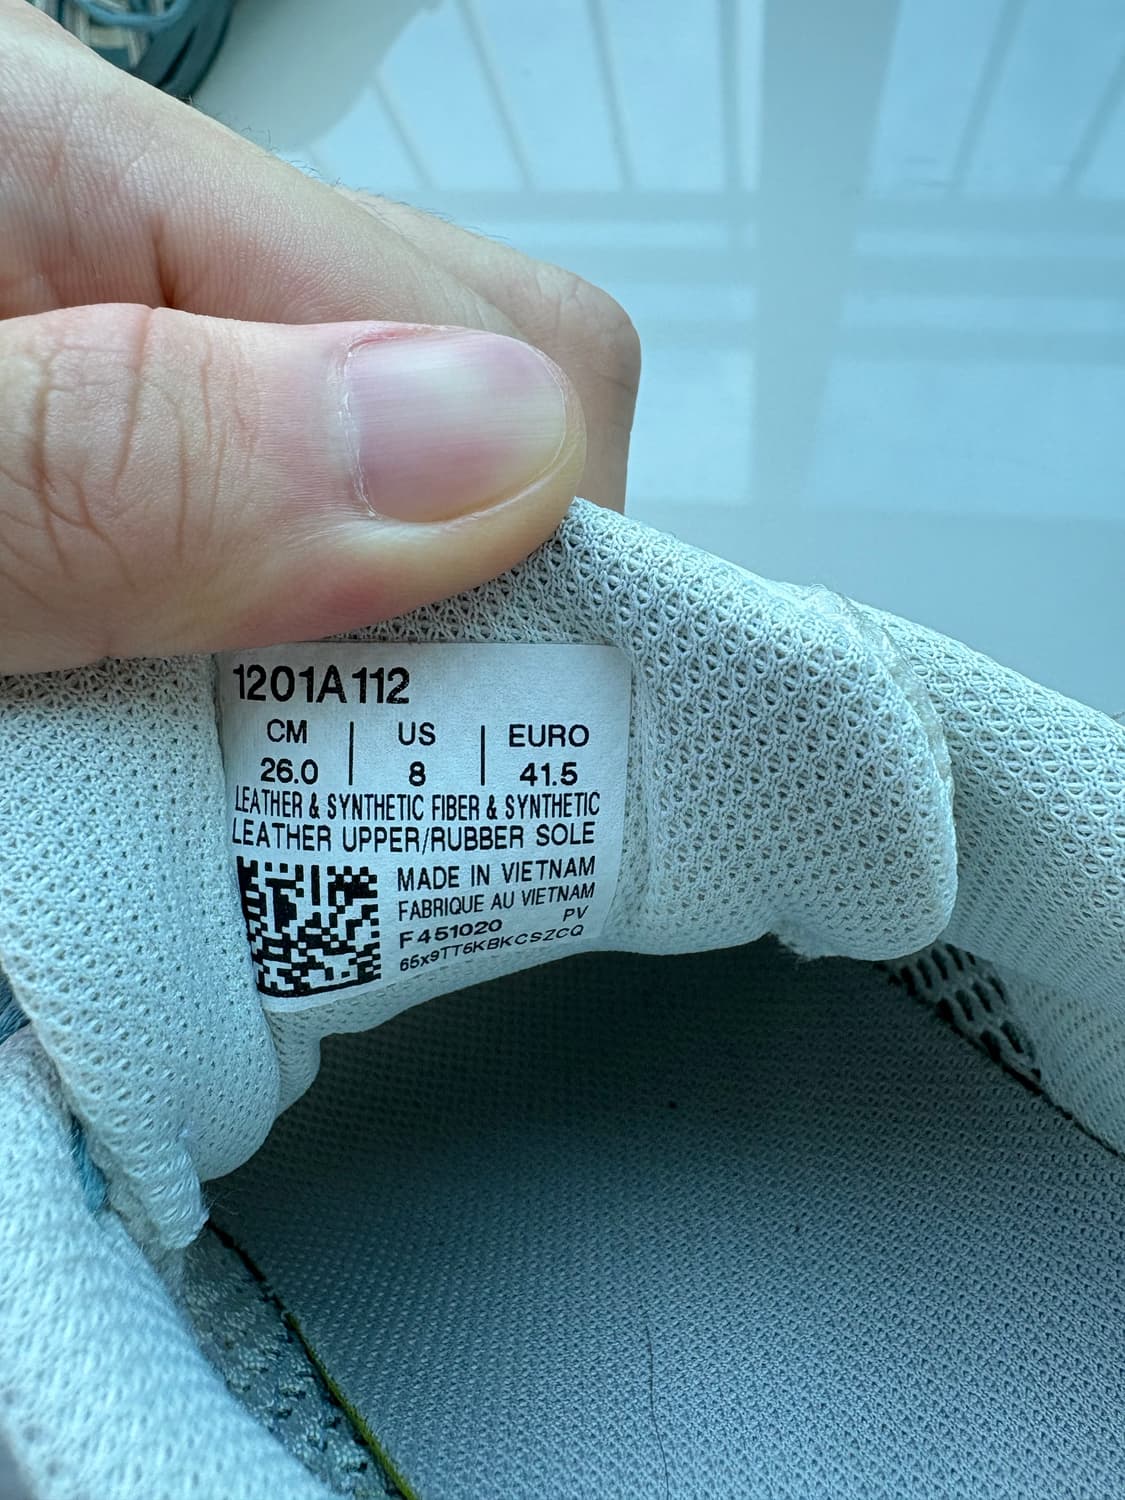 1201A112
CM | US | EURO
26.0 | 8 | 41.5
LEATHER & SYNTHETIC FIBER & SYNTHETIC
LEATHER UPPER/RUBBER SOLE
MADE IN VIETNAM
FABRIQUE AU VIETNAM
PV
F451020
65x9TT6KBKCSZCQ